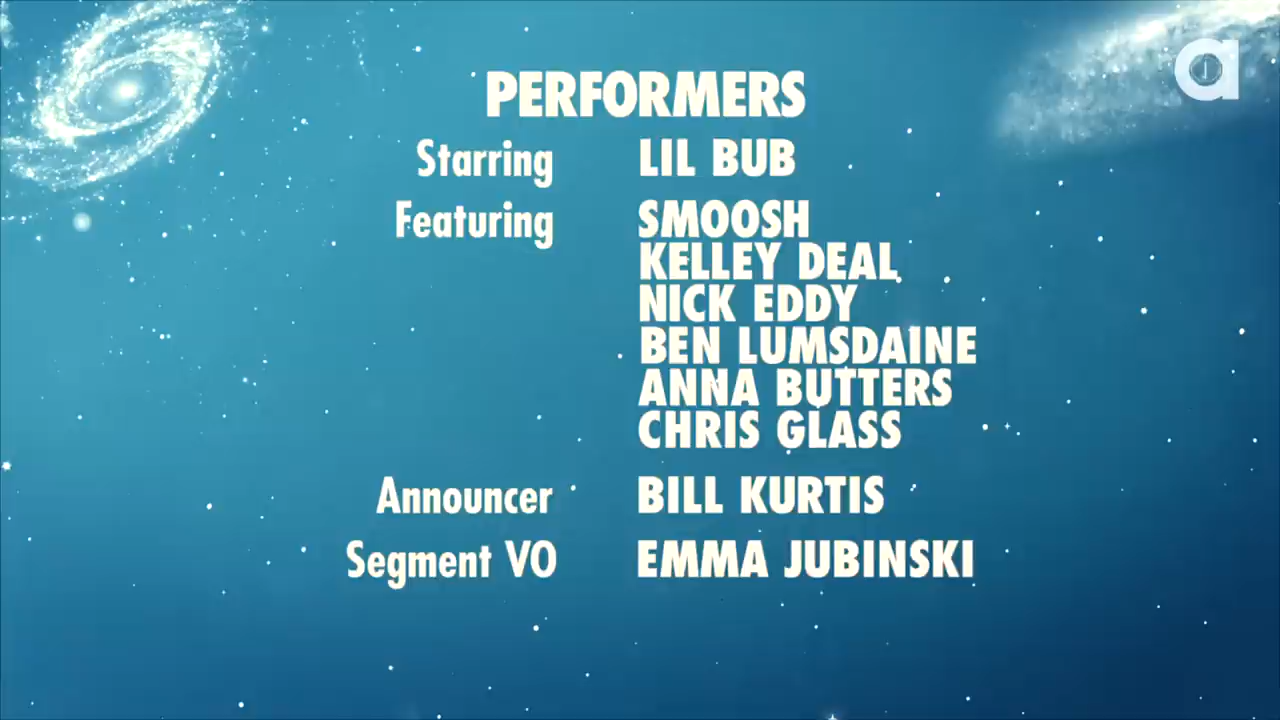 PERFORMERS
Starring LIL BUB
Featuring SMOOSH
KELLEY DEAL
NICK EDDY
BEN LUMSDAINE
ANNA BUTTERS
CHRIS GLASS
Announcer BILL KURTIS
Segment VO EMMA JUBINSKI
a